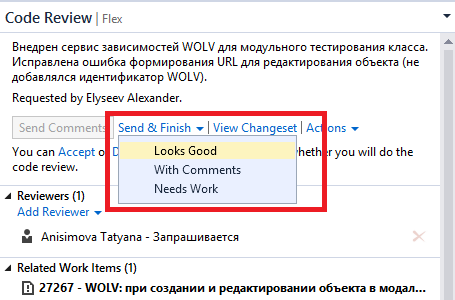 Code Review | Flex
Внедрен сервис зависимостей WOLV для модульного тестирования класса.
Исправлена ошибка формирования URL для редактирования объекта (не
добавлялся идентификатор WOLV).
Requested by Elyseev Alexander.
Send Comments Send & Finish | View Changeset | Actions
Looks Good
With Comments
Needs Work
You can Accept or D whether you will do the
code review.
Reviewers (1)
Add Reviewer
Anisimova Tatyana - Запрашивается
Related Work Items (1)
27267 - WOLV: при создании и редактировании объекта в модал...